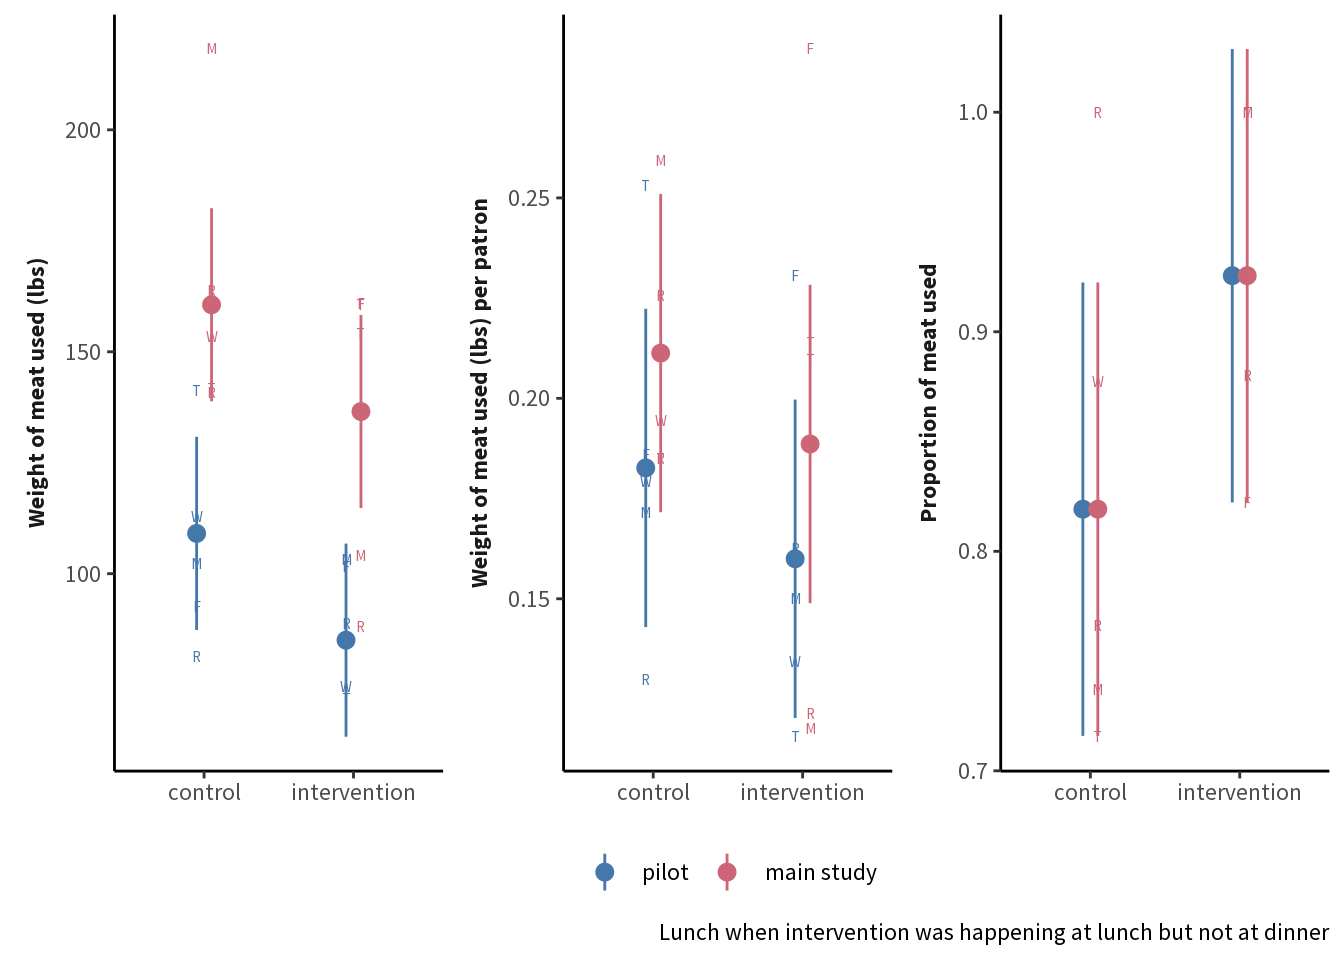 Weight of meat used (lbs)
200
150
100
M
R
W
T
R
T
W
M
F
R
F
T
M
R
M
F
R
W
control
intervention
Weight of meat used (lbs) per patron
0.25
0.20
0.15
F
M
T
F
R
T
W
F
R
W
M
R
M
W
R
R
M
T
control
intervention
Proportion of meat used
1.0
0.9
0.8
0.7
R
M
W
R
F
R
M
T
control
intervention
pilot
main study
Lunch when intervention was happening at lunch but not at dinner